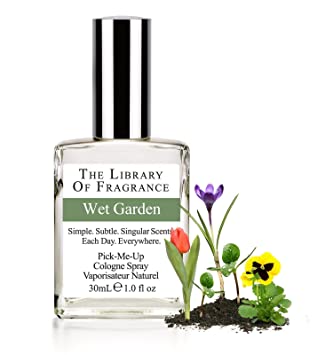 The Library
Of Fragrance
Wet Garden
Simple. Subtle. Singular Scents
Each Day. Everywhere.
Pick-Me-Up
Cologne Spray
Vaporisateur Naturel
30mL℮1.0 fl oz